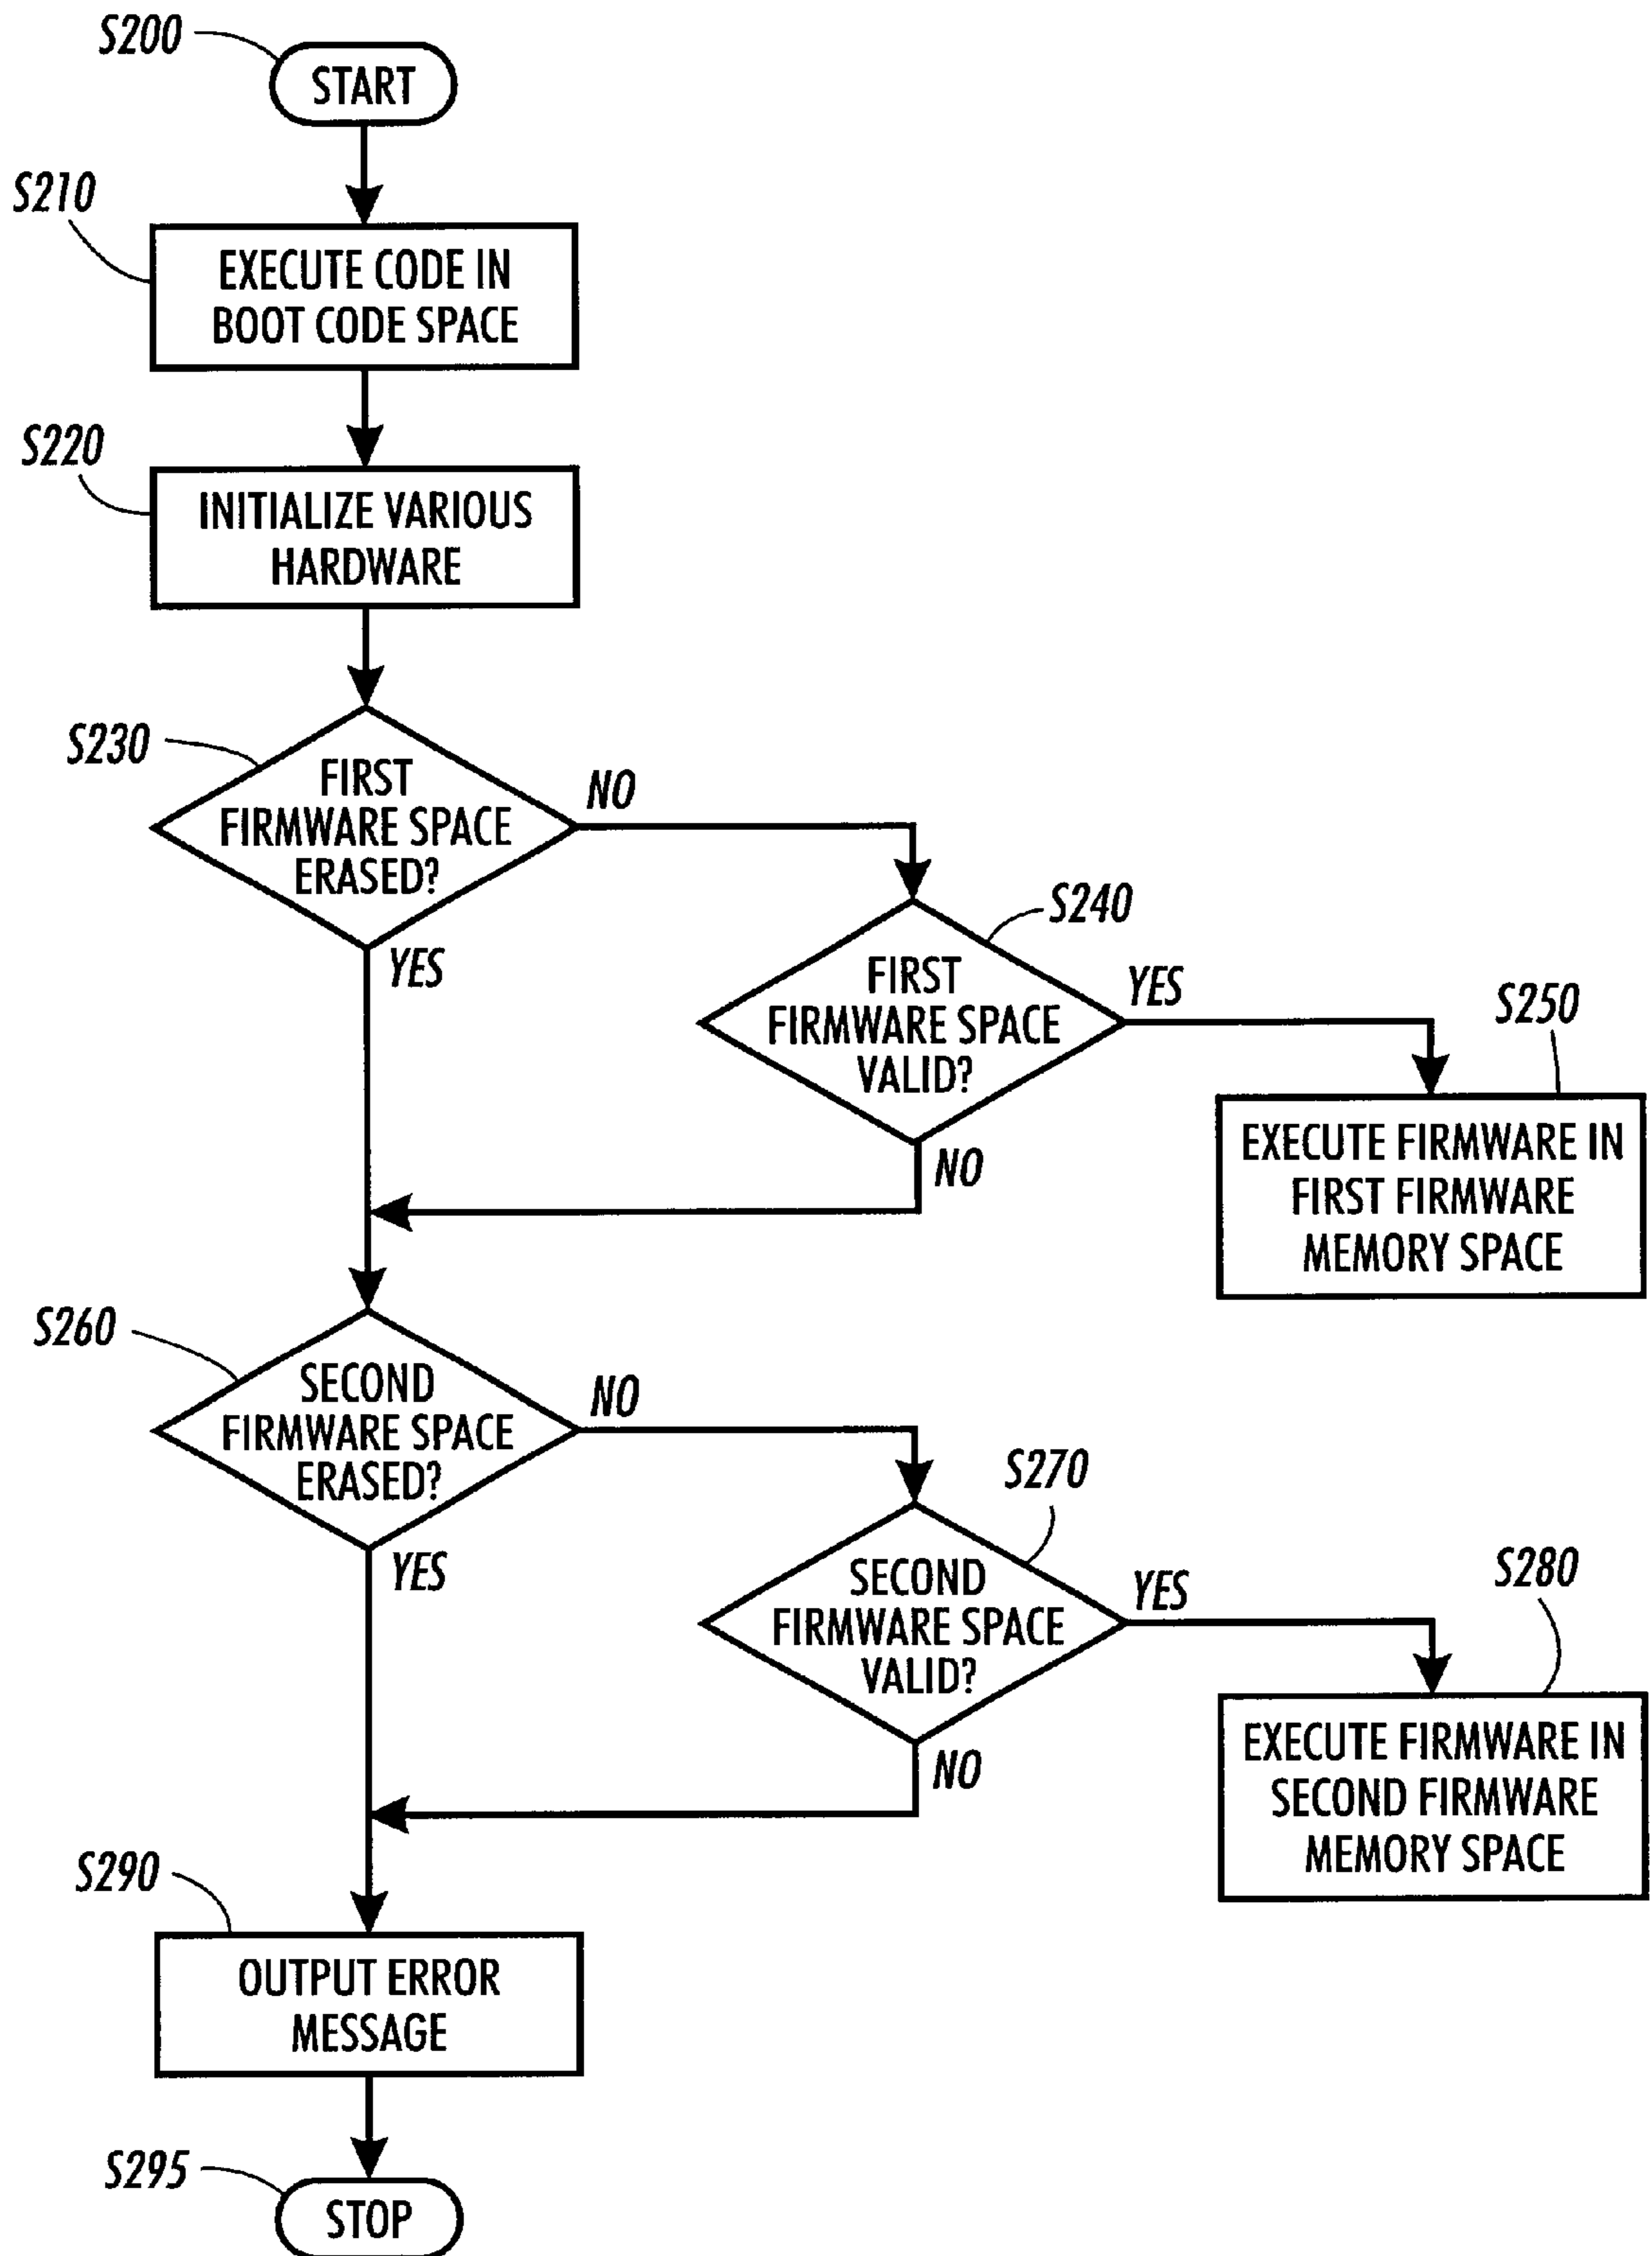 S200
START
S210
EXECUTE CODE IN
BOOT CODE SPACE
S220
INITIALIZE VARIOUS
HARDWARE
S230
FIRST
FIRMWARE SPACE
ERASED?
NO
YES
S240
FIRST
FIRMWARE SPACE
VALID?
YES
NO
S250
EXECUTE FIRMWARE IN
FIRST FIRMWARE
MEMORY SPACE
S260
SECOND
FIRMWARE SPACE
ERASED?
NO
YES
S270
SECOND
FIRMWARE SPACE
VALID?
YES
NO
S280
EXECUTE FIRMWARE IN
SECOND FIRMWARE
MEMORY SPACE
S290
OUTPUT ERROR
MESSAGE
S295
STOP